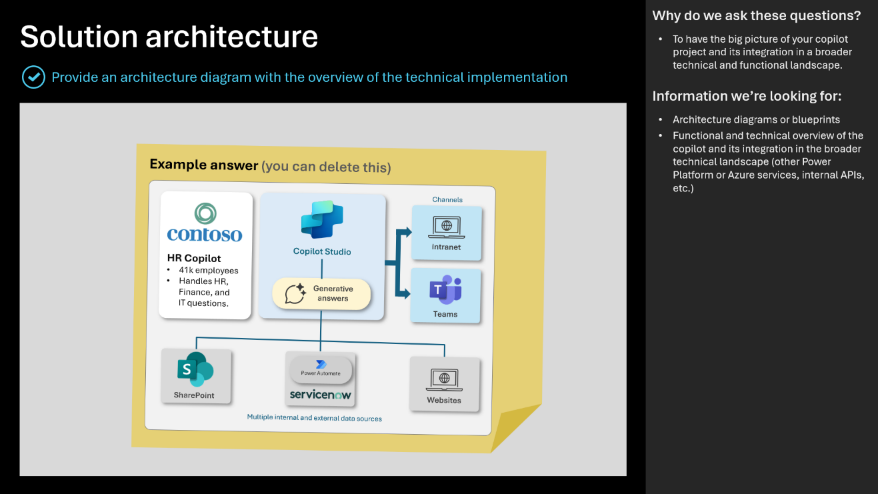 Solution architecture
Provide an architecture diagram with the overview of the technical implementation
Example answer (you can delete this)
contoso
HR Copilot
• 41k employees
• Handles HR,
Finance, and
IT questions.
Copilot Studio
Generative
answers
Channels
Intranet
Teams
SharePoint
Power Automate
servicenow
Websites
Multiple internal and external data sources
Why do we ask these questions?
• To have the big picture of your copilot
project and its integration in a broader
technical and functional landscape.
Information we're looking for:
• Architecture diagrams or blueprints
• Functional and technical overview of the
copilot and its integration in the broader
technical landscape (other Power
Platform or Azure services, internal APIs,
etc.)